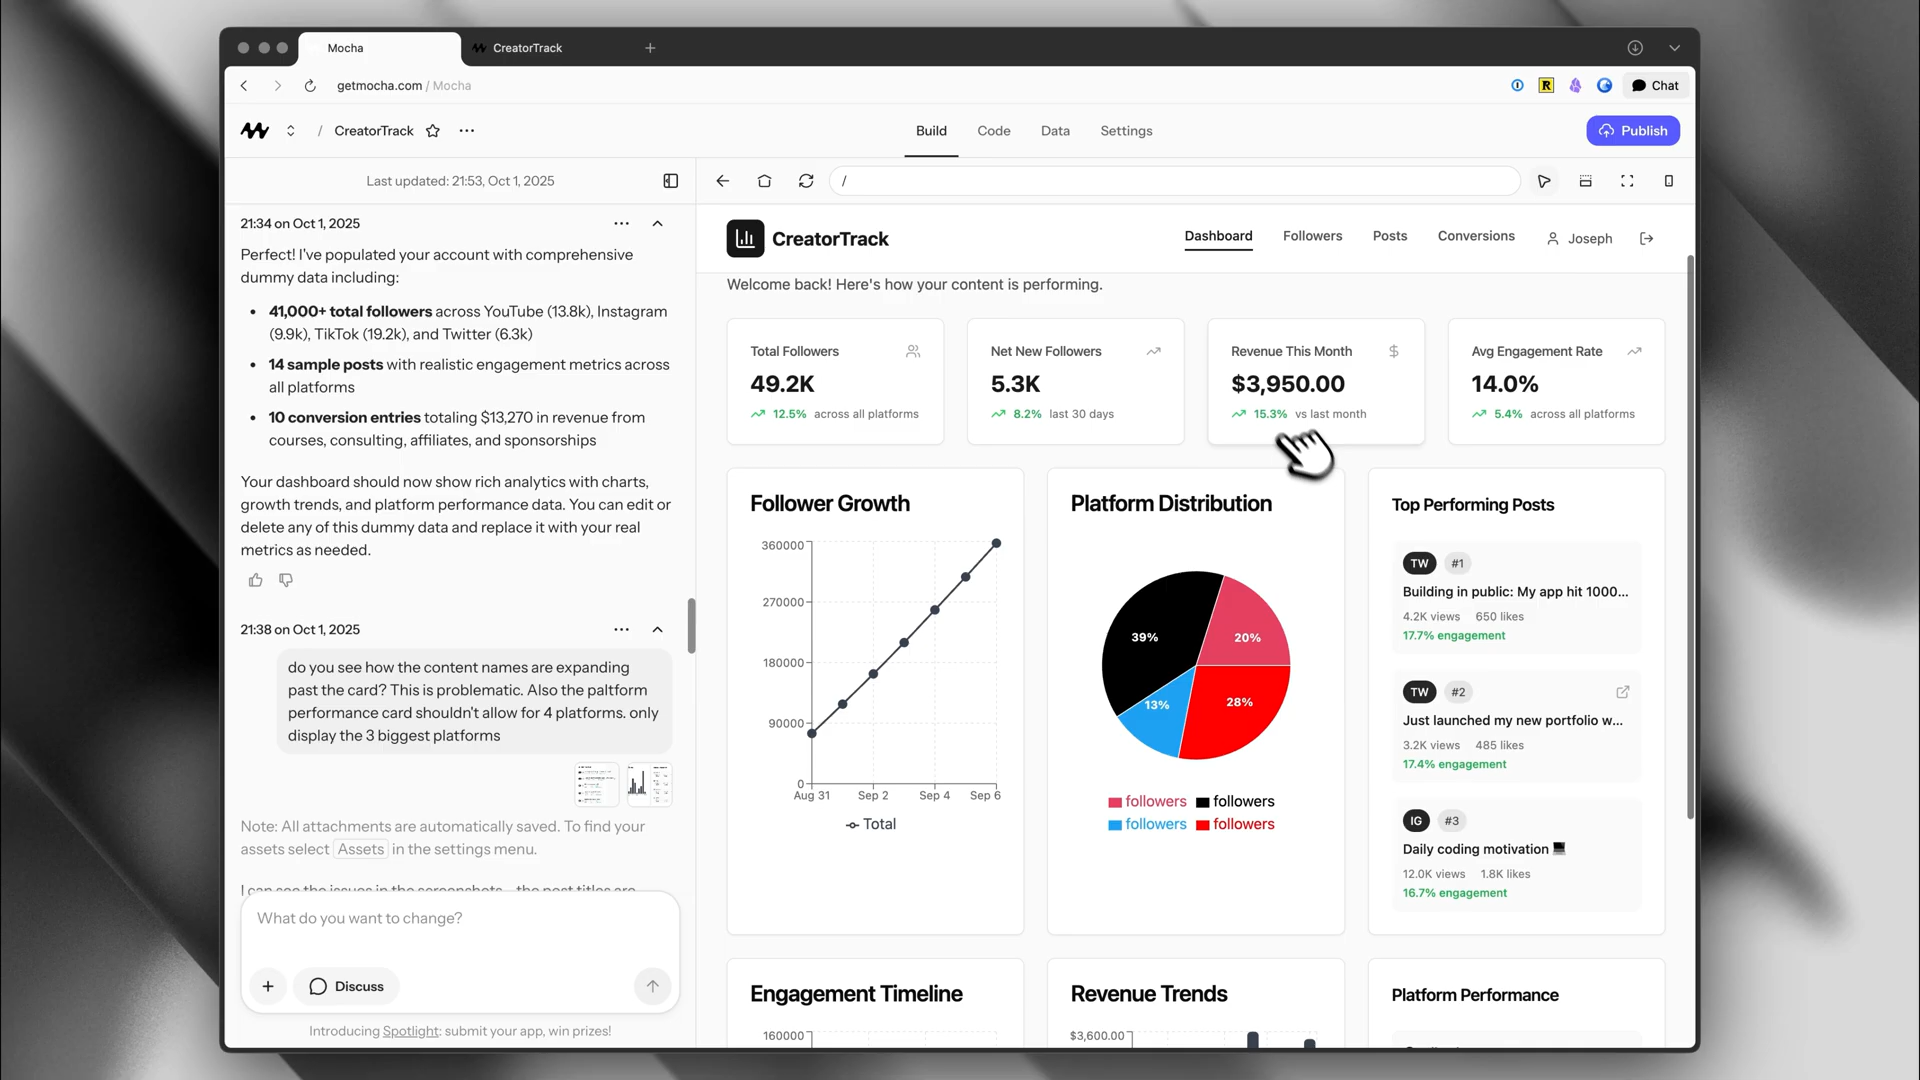 Mocha
CreatorTrack
getmocha.com / Mocha
R
Chat
/ CreatorTrack
Build
Code
Data
Settings
Publish
Last updated: 21:53, Oct 1, 2025
/
21:34 on Oct 1, 2025
Perfect! I've populated your account with comprehensive
dummy data including:
• 41,000+ total followers across YouTube (13.8k), Instagram
(9.9k), TikTok (19.2k), and Twitter (6.3k)
• 14 sample posts with realistic engagement metrics across
all platforms
• 10 conversion entries totaling $13,270 in revenue from
courses, consulting, affiliates, and sponsorships
Your dashboard should now show rich analytics with charts,
growth trends, and platform performance data. You can edit or
delete any of this dummy data and replace it with your real
metrics as needed.
21:38 on Oct 1, 2025
do you see how the content names are expanding
past the card? This is problematic. Also the paltform
performance card shouldn't allow for 4 platforms. only
display the 3 biggest platforms
Note: All attachments are automatically saved. To find your
assets select Assets in the settings menu.
I can see the issues in the screenshots - the post titles are
What do you want to change?
Discuss
Introducing Spotlight: submit your app, win prizes!
CreatorTrack
Dashboard
Followers
Posts
Conversions
Joseph
Welcome back! Here's how your content is performing.
Total Followers
49.2K
12.5% across all platforms
Net New Followers
5.3K
8.2% last 30 days
Revenue This Month
$
$3,950.00
15.3% vs last month
Avg Engagement Rate
14.0%
5.4% across all platforms
Follower Growth
360000
270000
180000
90000
0
Aug 31
Sep 2
Sep 4
Sep 6
Total
Platform Distribution
39%
20%
13%
28%
followers
followers
followers
followers
Top Performing Posts
TW #1
Building in public: My app hit 1000...
4.2K views 650 likes
17.7% engagement
TW #2
Just launched my new portfolio w...
3.2K views 485 likes
17.4% engagement
IG #3
Daily coding motivation 💻
12.0K views 1.8K likes
16.7% engagement
Engagement Timeline
160000
Revenue Trends
$3,600.00
Platform Performance